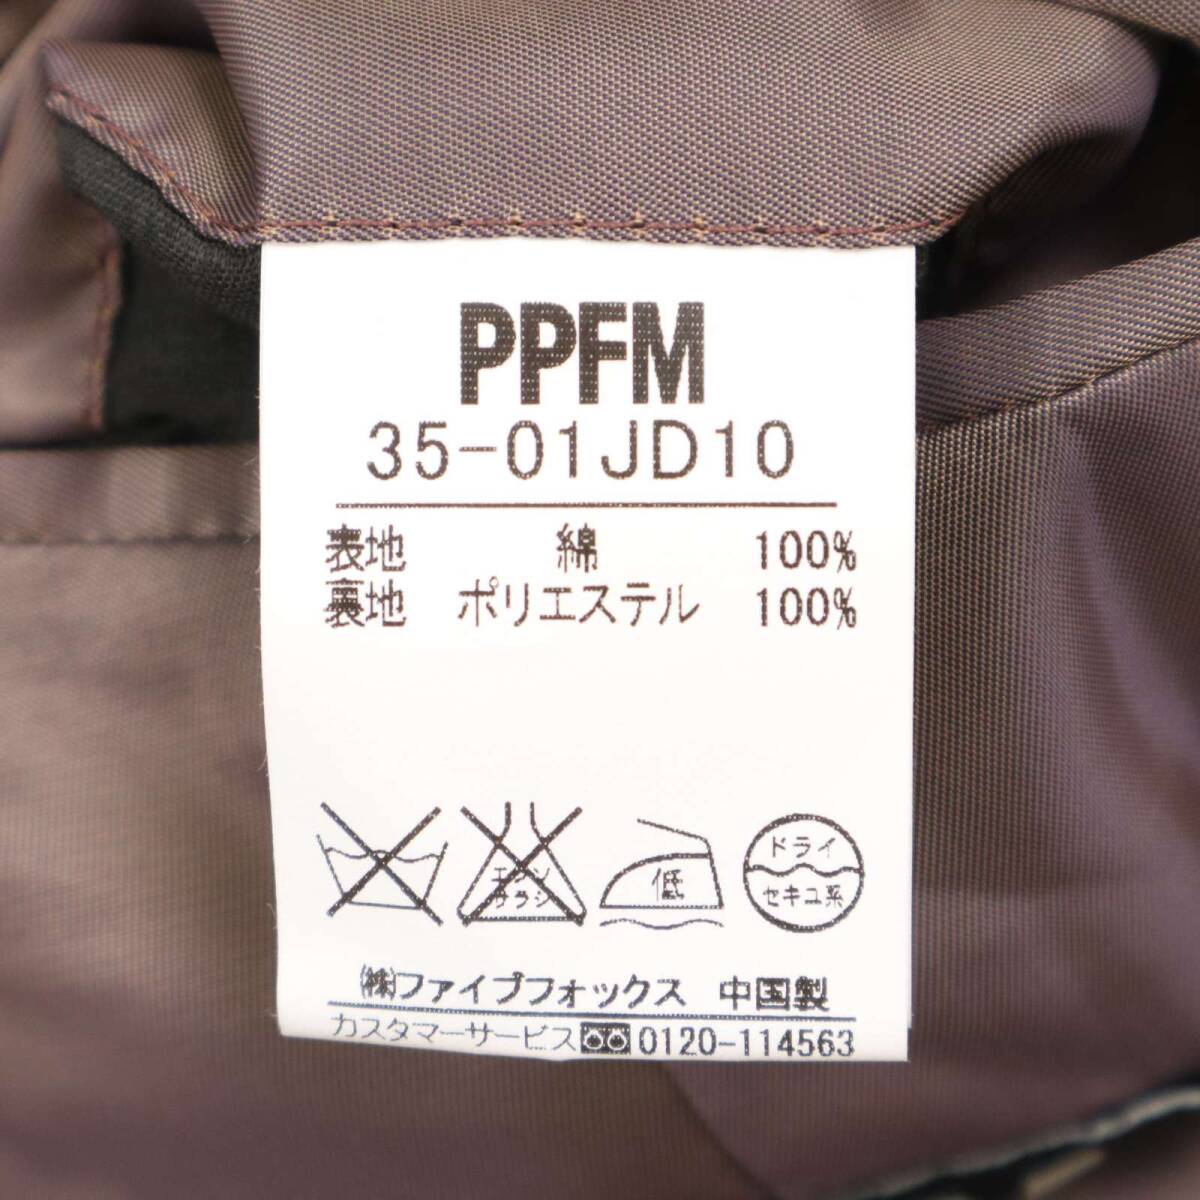 PPFM
35-01JD10
表地 綿 100%
裏地 ポリエステル 100%
エンソ サラシ
低
ドライ
セキユ系
㈱ファイブフォックス 中国製
カスタマーサービス 0120-114563